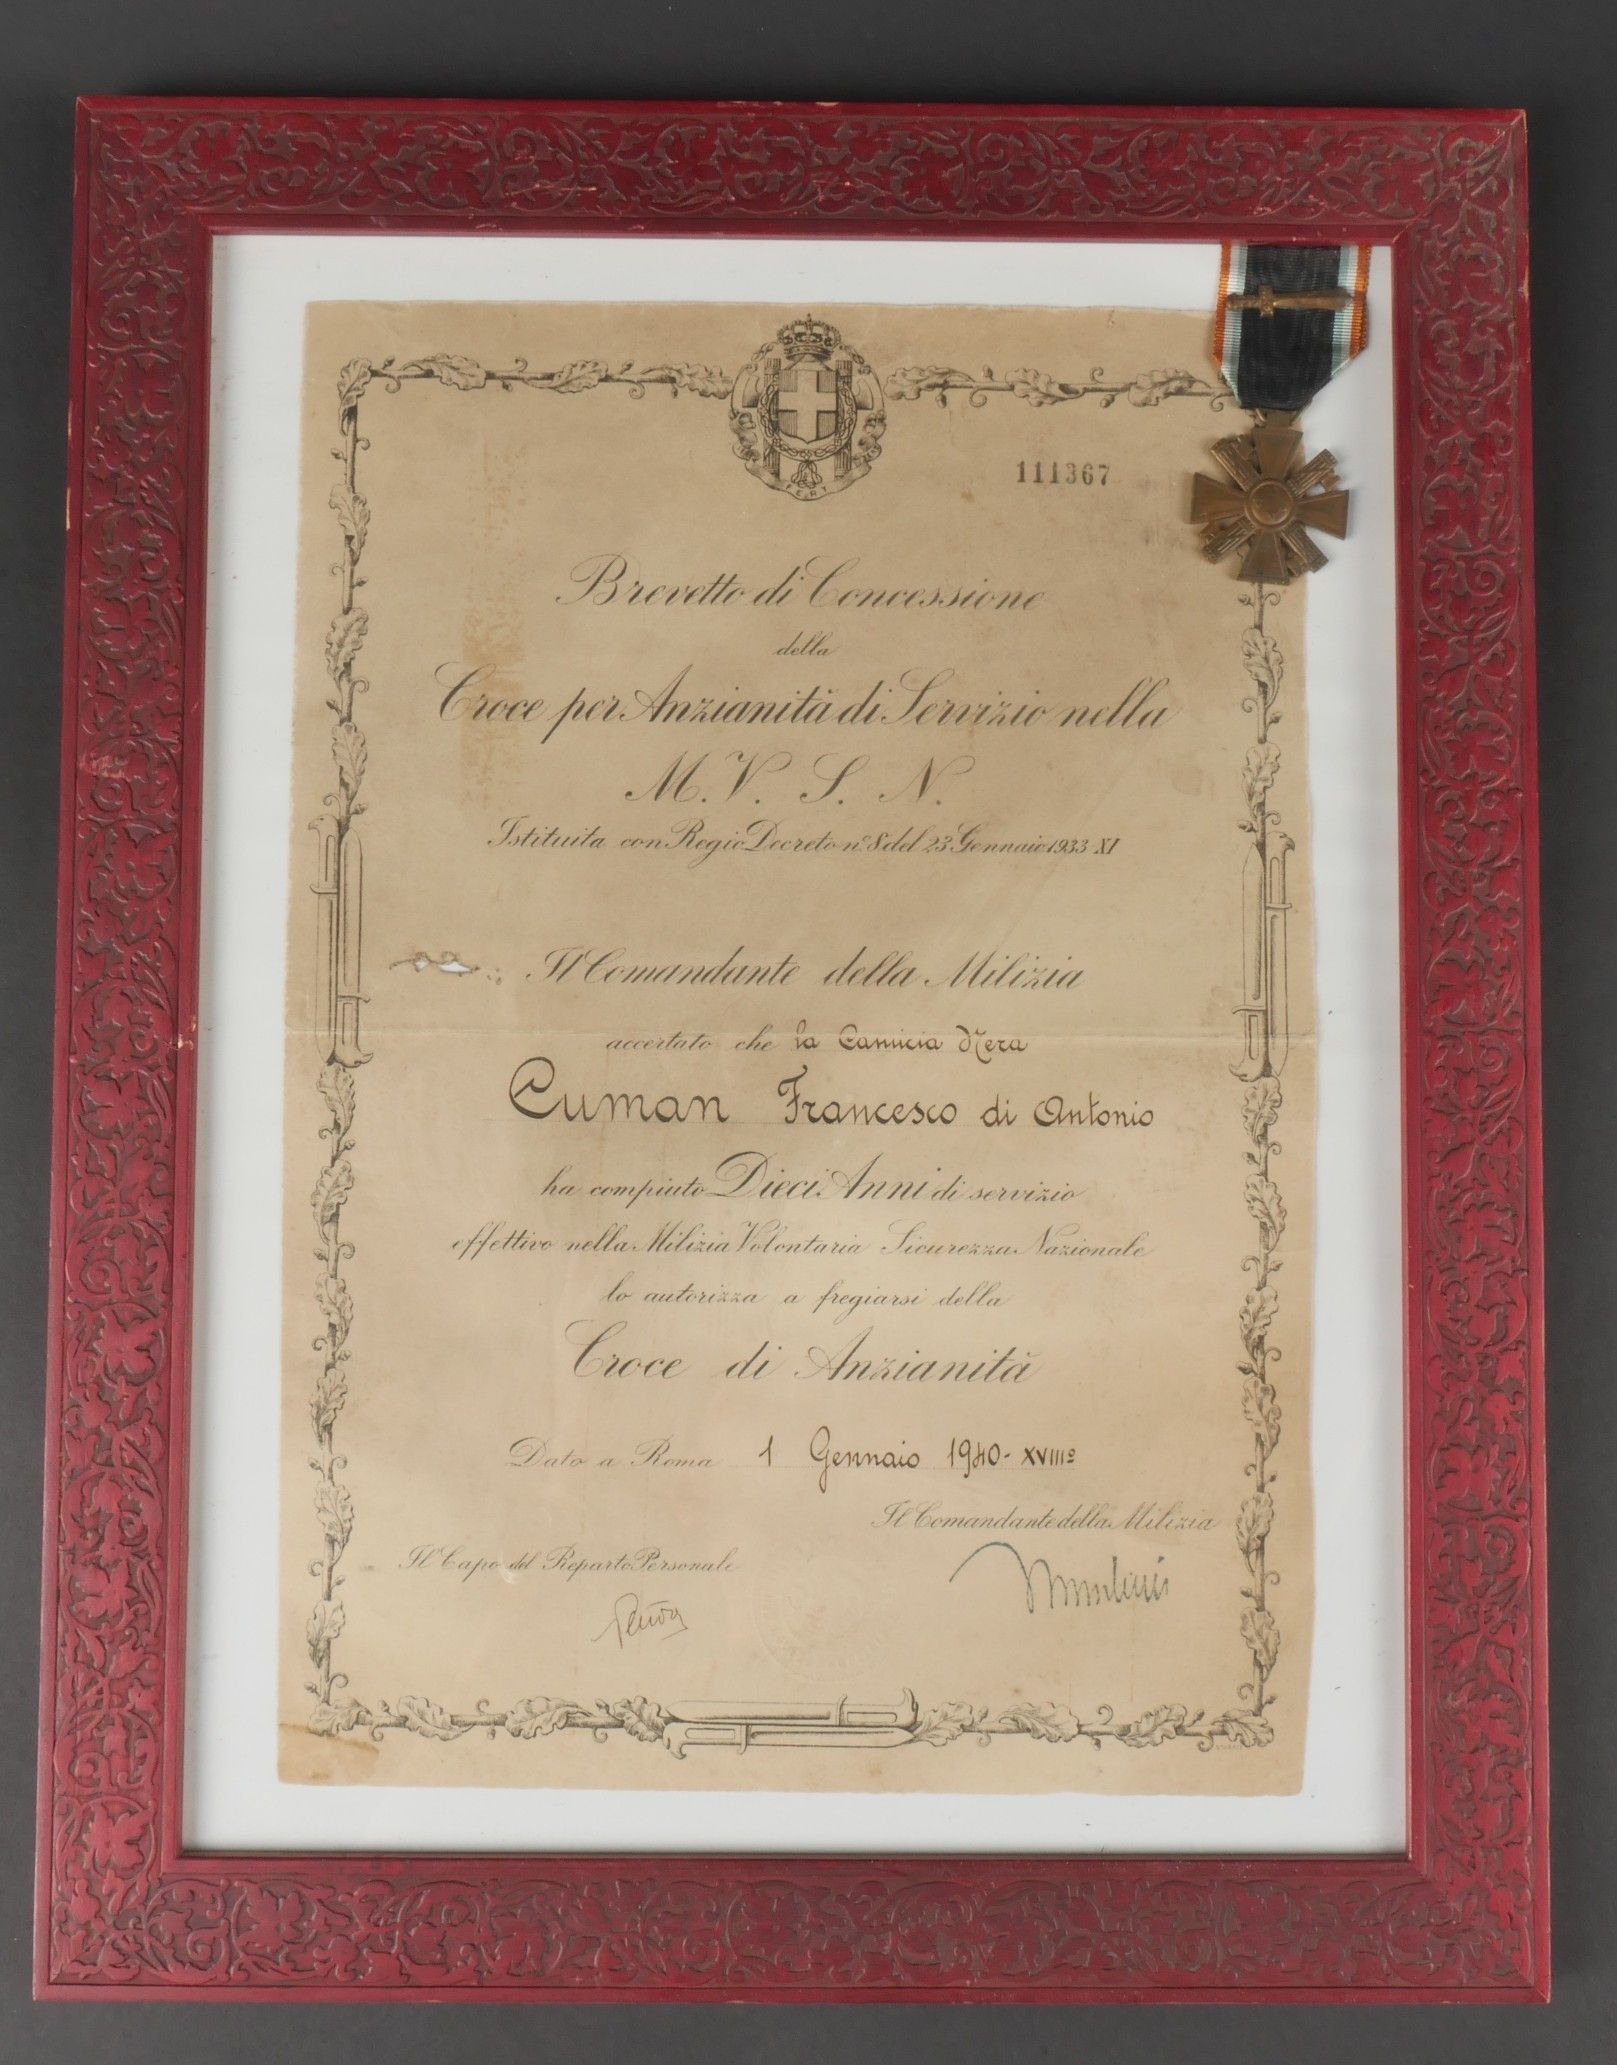 F.E.R.T.
111367
Brevetto di Concessione
della
Croce per Anzianità di Servizio nella
M. V. S. N.
Istituita con Regio Decreto n.º 8 del 23 Gennaio 1933-XI
Il Comandante della Milizia
accertato che la Camicia Nera
Cuman Francesco di Antonio
ha compiuto Dieci Anni di servizio
effettivo nella Milizia Volontaria Sicurezza Nazionale
lo autorizza a fregiarsi della
Croce di Anzianità
Dato a Roma 1 Gennaio 1940-XVIIIº
Il Comandante della Milizia
Il Capo del Reparto Personale
Mussolini